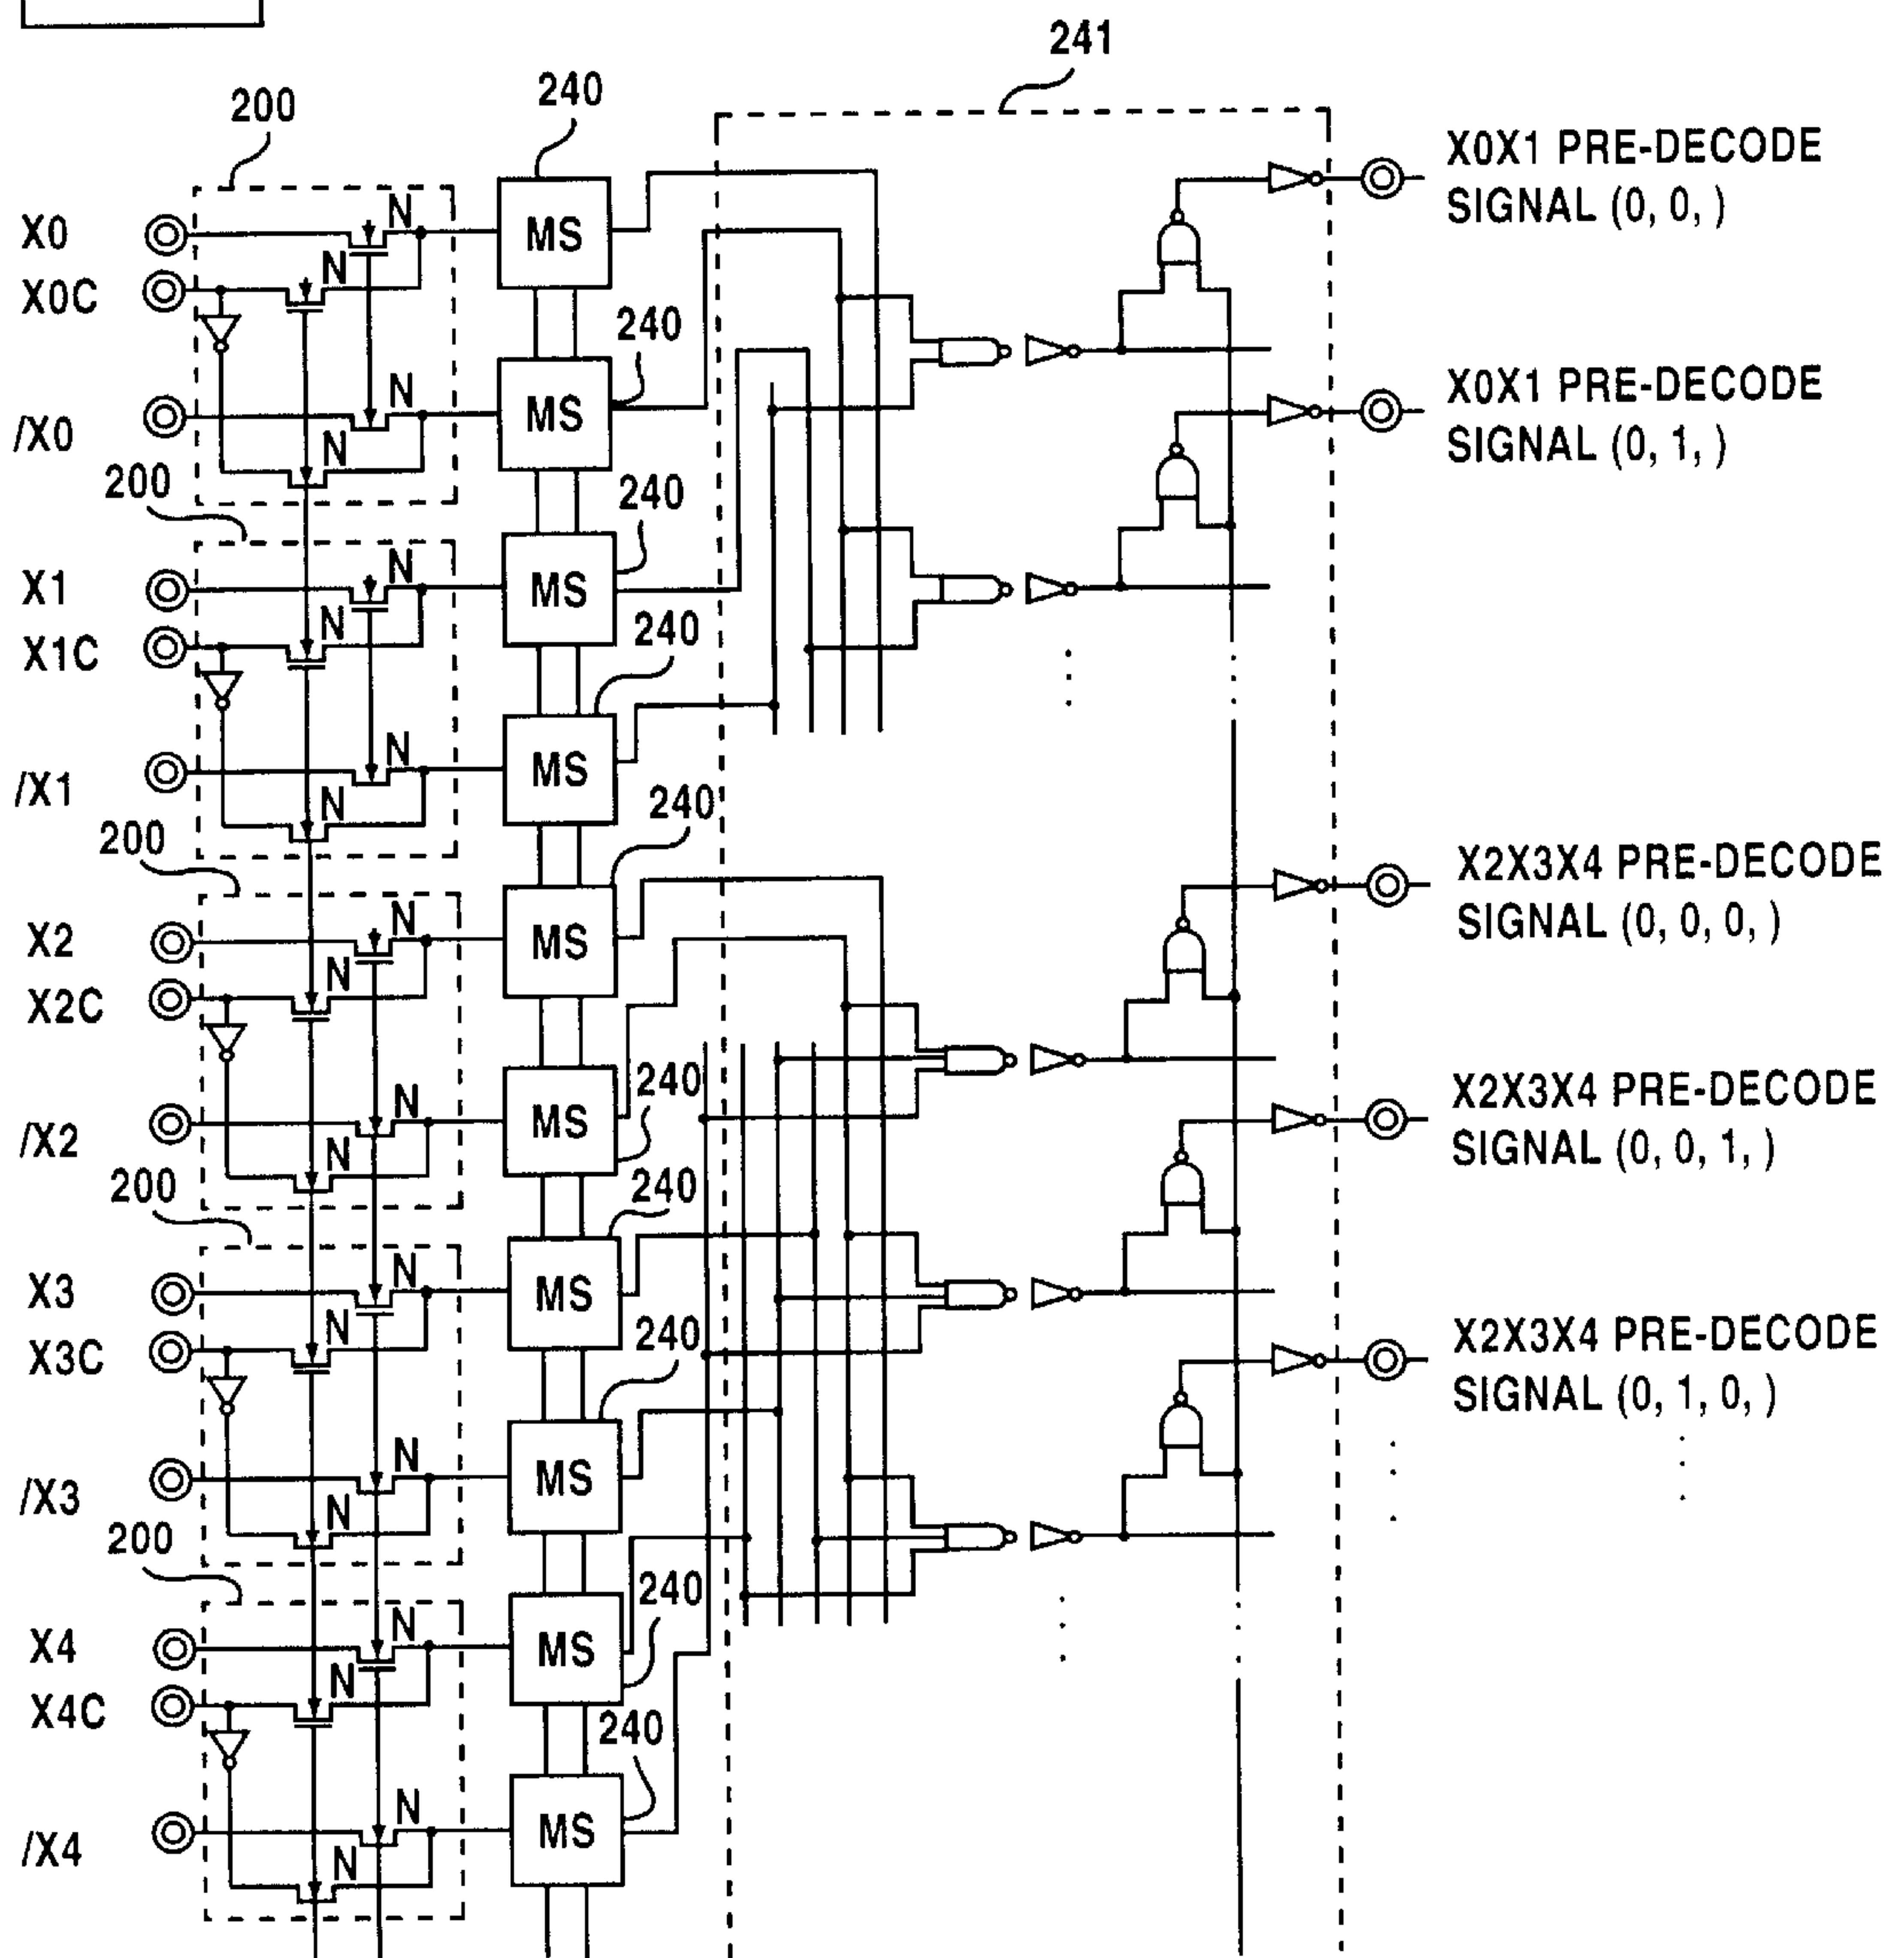 241
240
200
X0X1 PRE-DECODE
SIGNAL (0, 0, )
X0
N
MS
X0C
N
240
N
MS
/X0
N
X0X1 PRE-DECODE
SIGNAL (0, 1, )
200
240
X1
N
MS
X1C
N
240
N
MS
/X1
N
200
240
X2X3X4 PRE-DECODE
SIGNAL (0, 0, 0, )
X2
N
MS
X2C
N
240
N
MS
/X2
N
X2X3X4 PRE-DECODE
SIGNAL (0, 0, 1, )
200
240
X3
N
MS
X3C
N
240
X2X3X4 PRE-DECODE
SIGNAL (0, 1, 0, )
N
MS
/X3
N
200
240
X4
N
MS
X4C
N
240
N
MS
/X4
N